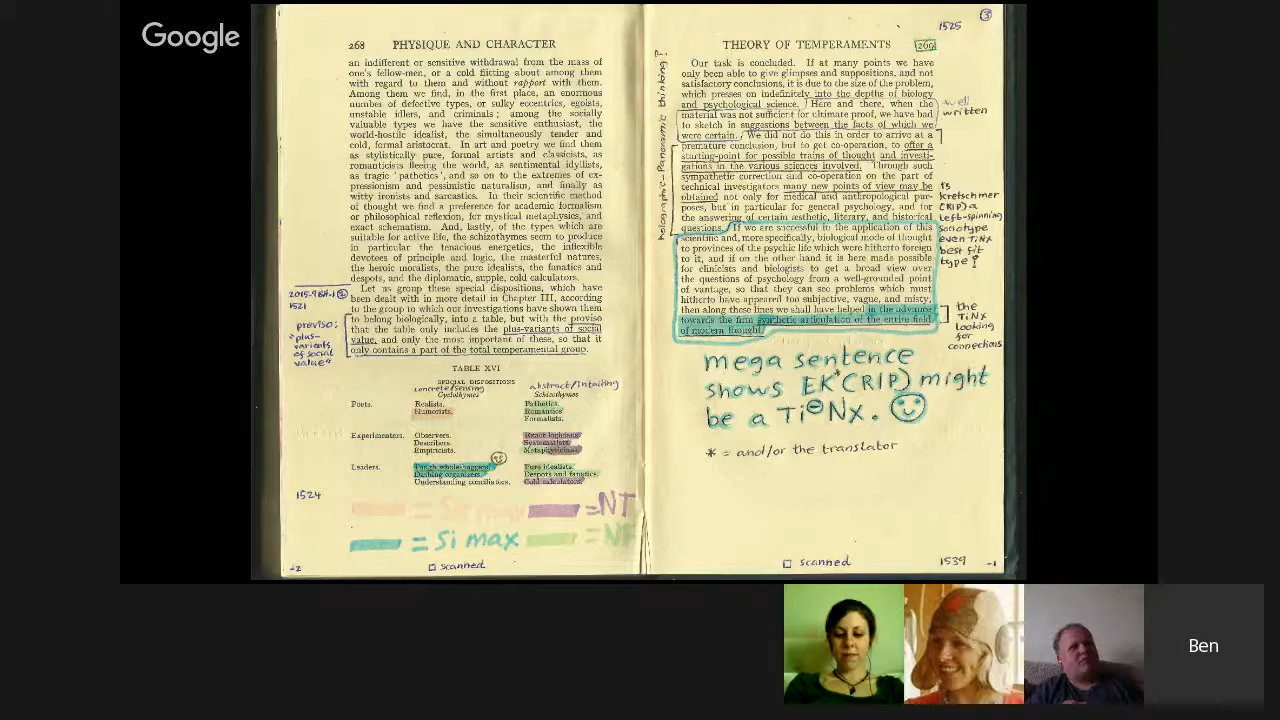 Google
268 PHYSIQUE AND CHARACTER
an indifferent or sensitive withdrawal from the mass of
one's fellow-men, or a cold flitting about among them
with regard to them and without rapport with them.
Among them we find, in the first place, an enormous
number of defective types, or sulky eccentrics, egoists,
unstable idlers, and criminals; among the socially
valuable types we have the sensitive enthusiast, the
world-hostile idealist, the simultaneously tender and
cold, formal aristocrat. In art and poetry we find them
as stylistically pure, formal artists and classicists, as
romanticists fleeing the world, as sentimental idyllists,
as tragic 'pathetics', and so on to the extremes of ex-
pressionism and pessimistic naturalism, and finally as
witty ironists and sarcastics. In their scientific method
of thought we find a preference for academic formalism
or philosophical reflexion, for mystical metaphysics, and
exact schematism. And, lastly, of the types which are
suitable for active life, the schizothymes seem to produce
in particular the tenacious energetics, the inflexible
devotees of principle and logic, the masterful natures,
the heroic moralists, the pure idealists, the fanatics and
despots, and the diplomatic, supple, cold calculators.
Let us group these special dispositions, which have
been dealt with in more detail in Chapter III, according
to the group to which our investigations have shown them
to belong biologically, into a table, but with the proviso
that the table only includes the plus-variants of social
value, and only the most important of these, so that it
only contains a part of the total temperamental group.
1521
proviso:
"plus-
variants
of social
value"
TABLE XVI
SPECIAL DISPOSITIONS
concrete/Sensing abstract/Intuiting
Cyclothymes Schizothymes
Poets. Realists. Pathetics.
Humorists. Romantics.
Formalists.
Experimenters. Observers. Exact logicians.
Describers. Systematists.
Empiricists. Metaphysicians.
Leaders. Tough whole-hoggers. Pure idealists.
Dashing organizers. Despots and fanatics.
Understanding conciliators. Cold calculators.
1524
= Se max = NT
= Si max = NF
-2 scanned
1525
3
THEORY OF TEMPERAMENTS 269
Our task is concluded. If at many points we have
only been able to give glimpses and suppositions, and not
satisfactory conclusions, it is due to the size of the problem,
which presses on indefinitely into the depths of biology
and psychological science. Here and there, when the
material was not sufficient for ultimate proof, we have had
to sketch in suggestions between the facts of which we
were certain. We did not do this in order to arrive at a
premature conclusion, but to get co-operation, to offer a
starting-point for possible trains of thought and investi-
gations in the various sciences involved. Through such
sympathetic correction and co-operation on the part of
technical investigators many new points of view may be
obtained not only for medical and anthropological pur-
poses, but in particular for general psychology, and for
the answering of certain æsthetic, literary, and historical
questions. If we are successful in the application of this
scientific and, more specifically, biological mode of thought
to provinces of the psychic life which were hitherto foreign
to it, and if on the other hand it is here made possible
for clinicians and biologists to get a broad view over
the questions of psychology from a well-grounded point
of vantage, so that they can see problems which must
hitherto have appeared too subjective, vague, and misty,
then along these lines we shall have helped in the advance
towards the firm synthetic articulation of the entire field
of modern thought.
holographic-Panoramic thinking?
well
written
Is
kretschmer
(RIP) a
left-spinning
sonotype
even TiNx
best fit
type?
the
TiNx
looking
for
connections
mega sentence
shows EK*(RIP) might
be a TiNx.
* = and/or the translator
scanned 1539 -1
Ben